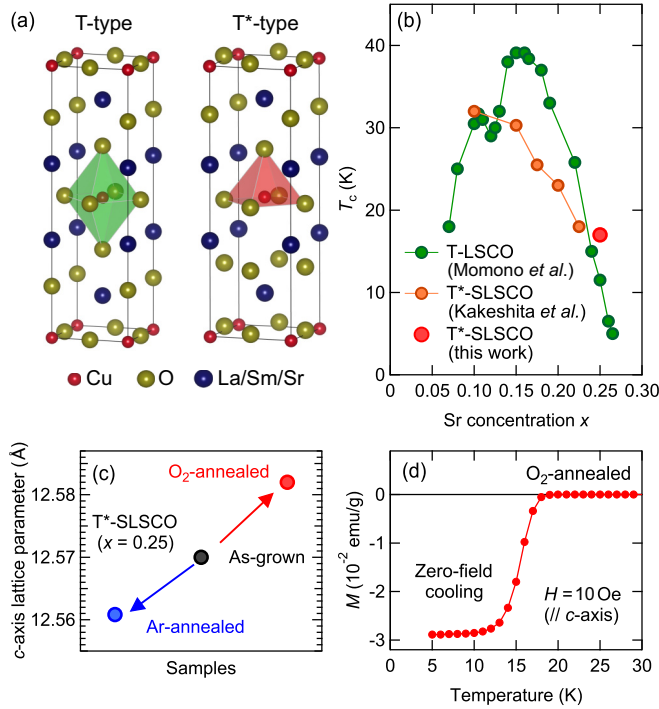 (a)
T-type
T*-type
Cu
O
La/Sm/Sr
(b)
40
30
20
10
0
T_c (K)
T-LSCO
(Momono et al.)
T*-SLSCO
(Kakeshita et al.)
T*-SLSCO
(this work)
0
0.05
0.10
0.15
0.20
0.25
0.30
Sr concentration x
(c)
c-axis lattice parameter (Å)
12.58
12.57
12.56
O₂-annealed
T*-SLSCO
(x = 0.25)
As-grown
Ar-annealed
Samples
(d)
O₂-annealed
M (10⁻² emu/g)
0
-1
-2
-3
Zero-field
cooling
H = 10 Oe
(// c-axis)
0
5
10
15
20
25
30
Temperature (K)